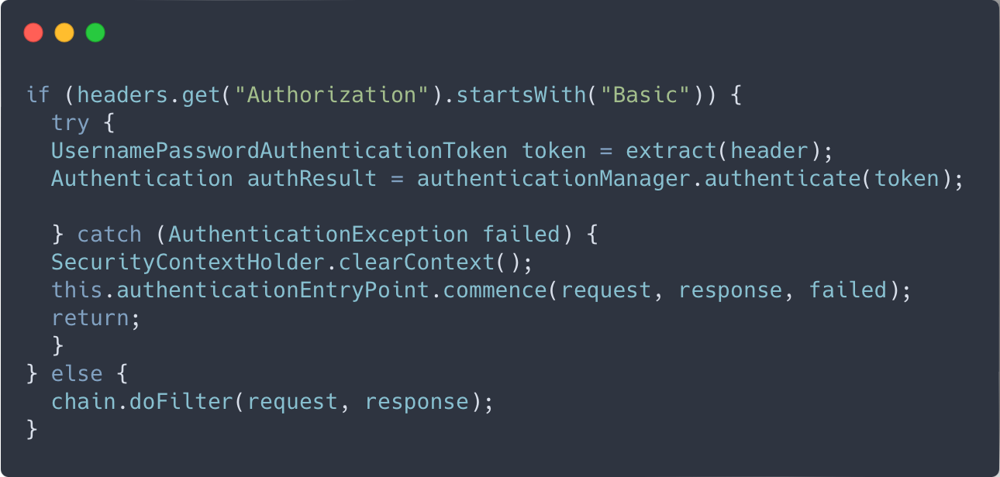 if (headers.get("Authorization").startsWith("Basic")) {
  try {
  UsernamePasswordAuthenticationToken token = extract(header);
  Authentication authResult = authenticationManager.authenticate(token);

  } catch (AuthenticationException failed) {
  SecurityContextHolder.clearContext();
  this.authenticationEntryPoint.commence(request, response, failed);
  return;
  }
} else {
  chain.doFilter(request, response);
}